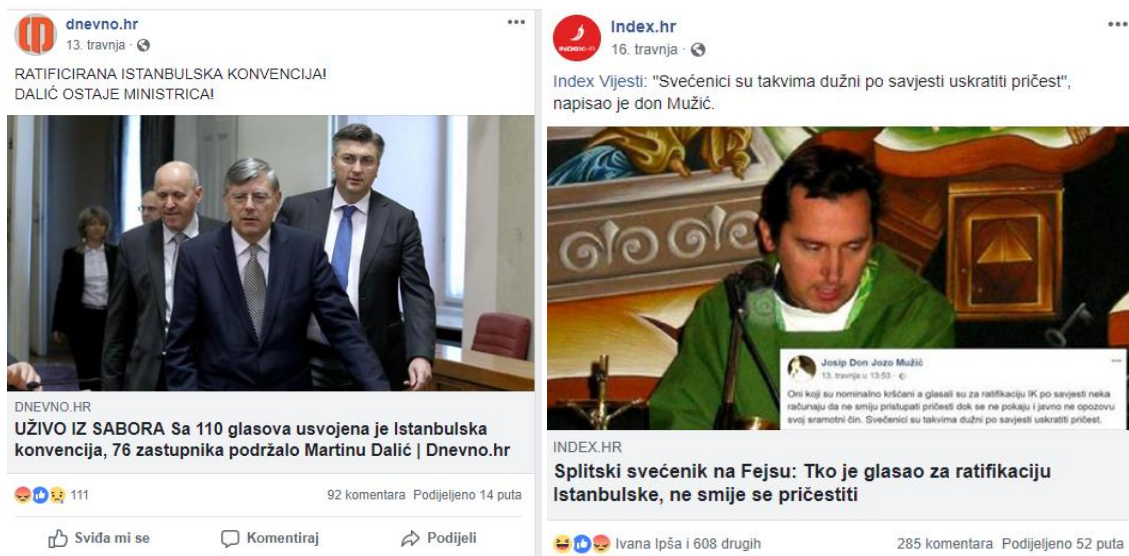 dnevno.hr
13. travnja ·
RATIFICIRANA ISTANBULSKA KONVENCIJA!
DALIĆ OSTAJE MINISTRICA!
DNEVNO.HR
UŽIVO IZ SABORA Sa 110 glasova usvojena je Istanbulska
konvencija, 76 zastupnika podržalo Martinu Dalić | Dnevno.hr
111
92 komentara Podijeljeno 14 puta
Sviđa mi se
Komentiraj
Podijeli
INDEX.HR
Index.hr
16. travnja ·
Index Vijesti: "Svećenici su takvima dužni po savjesti uskratiti pričest",
napisao je don Mužić.
Josip Don Jozo Mužić
13. travnja u 13:53 ·
Oni koji su nominalno kršćani a glasali su za ratifikaciju IK po savjesti neka
računaju da ne smiju pristupati pričesti dok se ne pokaju i javno ne opozovu
svoj sramotni čin. Svećenici su takvima dužni po savjesti uskratiti pričest.
INDEX.HR
Splitski svećenik na Fejsu: Tko je glasao za ratifikaciju
Istanbulske, ne smije se pričestiti
Ivana Ipša i 608 drugih
285 komentara Podijeljeno 52 puta